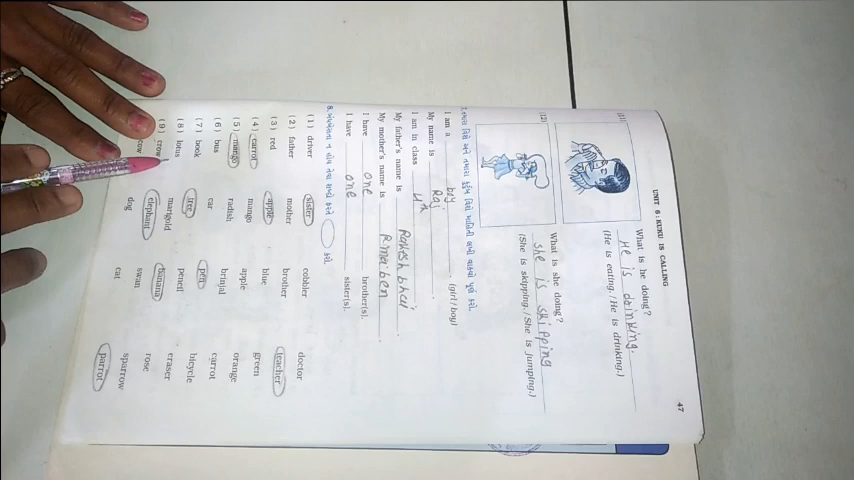 UNIT 6 : KUKU IS CALLING
47
(11)
What is he doing?
He is doinking.
(He is eating. / He is drinking.)
(12)
What is she doing?
she is skipping
(She is skipping. / She is jumping.)
I am a boy. (girl / boy)
My name is Raj.
I am in class 4th
My father's name is Rakesh bhai.
My mother's name is
I have one brother(s).
I have one sister(s).
(1) driver sister cobbler doctor
(2) father mother brother teacher
(3) red apple blue green
(4) carrot mango apple orange
(5) mango radish brinjal carrot
(6) bus car pen bicycle
(7) book tree pencil eraser
(8) lotus marigold banana rose
(9) crow elephant swan sparrow
cow dog cat parrot